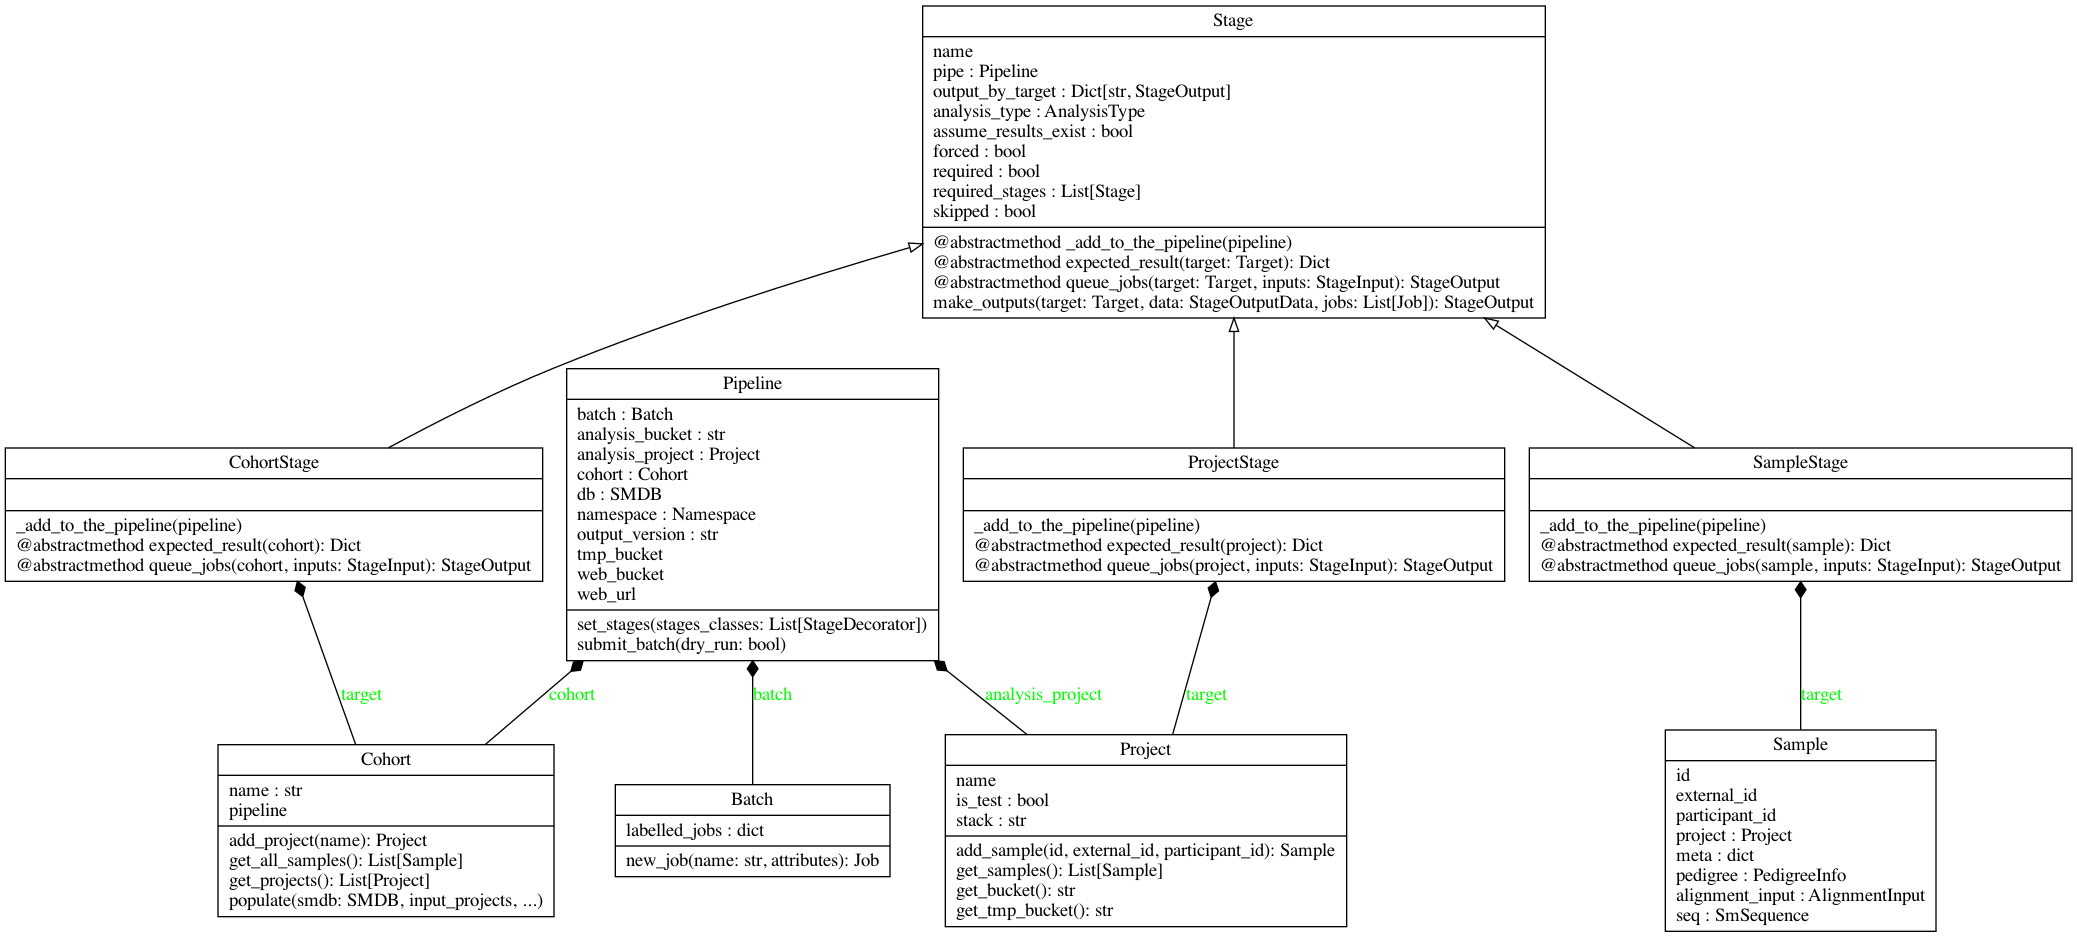 Stage
name
pipe : Pipeline
output_by_target : Dict[str, StageOutput]
analysis_type : AnalysisType
assume_results_exist : bool
forced : bool
required : bool
required_stages : List[Stage]
skipped : bool
@abstractmethod _add_to_the_pipeline(pipeline)
@abstractmethod expected_result(target: Target): Dict
@abstractmethod queue_jobs(target: Target, inputs: StageInput): StageOutput
make_outputs(target: Target, data: StageOutputData, jobs: List[Job]): StageOutput
CohortStage
_add_to_the_pipeline(pipeline)
@abstractmethod expected_result(cohort): Dict
@abstractmethod queue_jobs(cohort, inputs: StageInput): StageOutput
Pipeline
batch : Batch
analysis_bucket : str
analysis_project : Project
cohort : Cohort
db : SMDB
namespace : Namespace
output_version : str
tmp_bucket
web_bucket
web_url
set_stages(stages_classes: List[StageDecorator])
submit_batch(dry_run: bool)
ProjectStage
_add_to_the_pipeline(pipeline)
@abstractmethod expected_result(project): Dict
@abstractmethod queue_jobs(project, inputs: StageInput): StageOutput
SampleStage
_add_to_the_pipeline(pipeline)
@abstractmethod expected_result(sample): Dict
@abstractmethod queue_jobs(sample, inputs: StageInput): StageOutput
target
cohort
batch
analysis_project
target
target
Cohort
name : str
pipeline
add_project(name): Project
get_all_samples(): List[Sample]
get_projects(): List[Project]
populate(smdb: SMDB, input_projects, ...)
Batch
labelled_jobs : dict
new_job(name: str, attributes): Job
Project
name
is_test : bool
stack : str
add_sample(id, external_id, participant_id): Sample
get_samples(): List[Sample]
get_bucket(): str
get_tmp_bucket(): str
Sample
id
external_id
participant_id
project : Project
meta : dict
pedigree : PedigreeInfo
alignment_input : AlignmentInput
seq : SmSequence